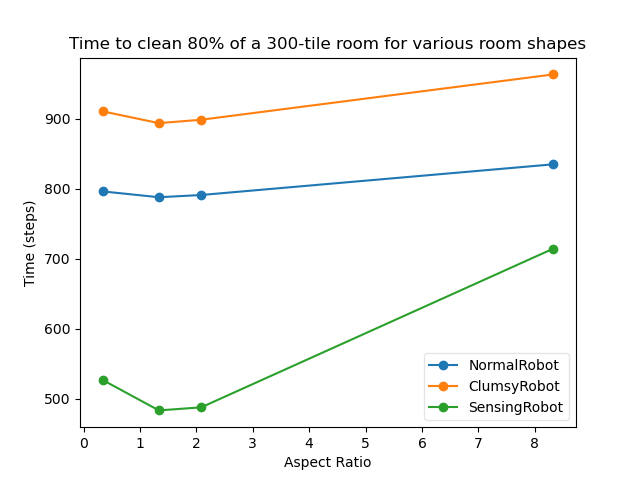 Time to clean 80% of a 300-tile room for various room shapes
Time (steps)
900
800
700
600
500
0 1 2 3 4 5 6 7 8
Aspect Ratio
NormalRobot
ClumsyRobot
SensingRobot